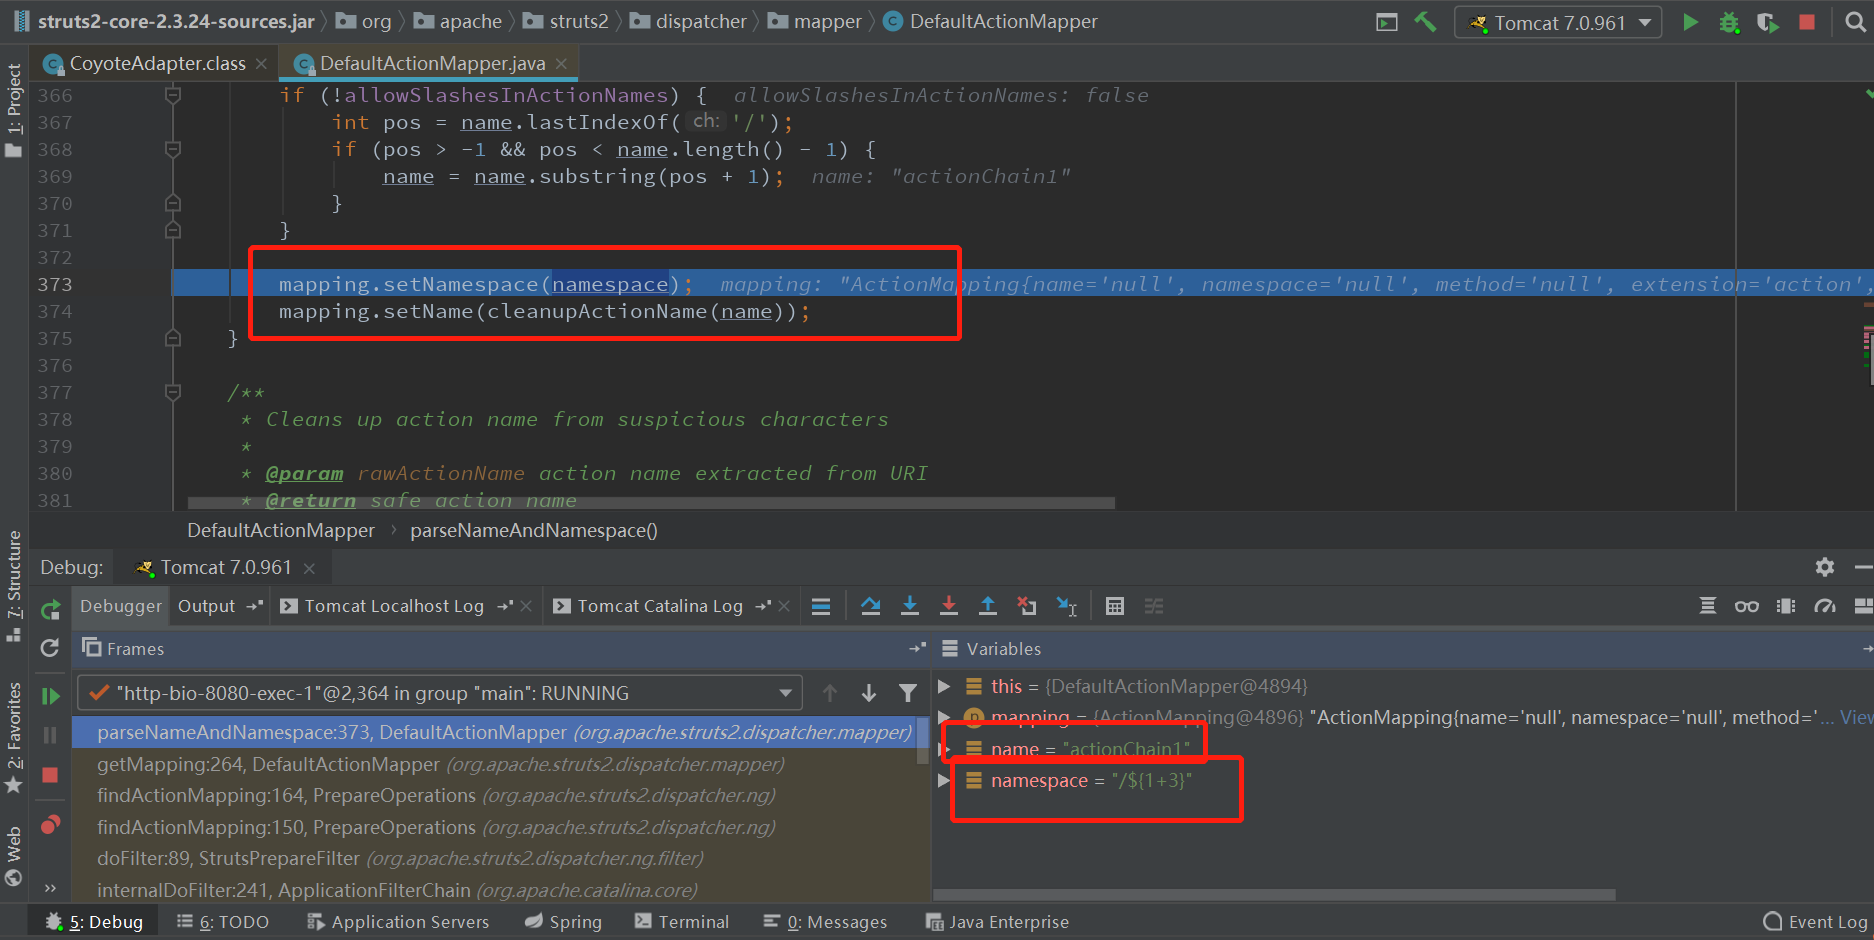 struts2-core-2.3.24-sources.jar org apache struts2 dispatcher mapper DefaultActionMapper Tomcat 7.0.961
CoyoteAdapter.class DefaultActionMapper.java
1: Project
366 if (!allowSlashesInActionNames) { allowSlashesInActionNames: false
367 int pos = name.lastIndexOf( ch: '/');
368 if (pos > -1 && pos < name.length() - 1) {
369 name = name.substring(pos + 1); name: "actionChain1"
370 }
371 }
372
373 mapping.setNamespace(namespace); mapping: "ActionMapping{name='null', namespace='null', method='null', extension='action',
374 mapping.setName(cleanupActionName(name));
375 }
376
377 /**
378 * Cleans up action name from suspicious characters
379 *
380 * @param rawActionName action name extracted from URI
381 * @return safe action name
DefaultActionMapper parseNameAndNamespace()
7: Structure
2: Favorites
Web
Debug: Tomcat 7.0.961
Debugger Output Tomcat Localhost Log Tomcat Catalina Log
Frames
"http-bio-8080-exec-1"@2,364 in group "main": RUNNING
parseNameAndNamespace:373, DefaultActionMapper (org.apache.struts2.dispatcher.mapper)
getMapping:264, DefaultActionMapper (org.apache.struts2.dispatcher.mapper)
findActionMapping:164, PrepareOperations (org.apache.struts2.dispatcher.ng)
findActionMapping:150, PrepareOperations (org.apache.struts2.dispatcher.ng)
doFilter:89, StrutsPrepareFilter (org.apache.struts2.dispatcher.ng.filter)
internalDoFilter:241, ApplicationFilterChain (org.apache.catalina.core)
Variables
this = {DefaultActionMapper@4894}
mapping = {ActionMapping@4896} "ActionMapping{name='null', namespace='null', method='... View
name = "actionChain1"
namespace = "/${1+3}"
5: Debug 6: TODO Application Servers Spring Terminal 0: Messages Java Enterprise Event Log